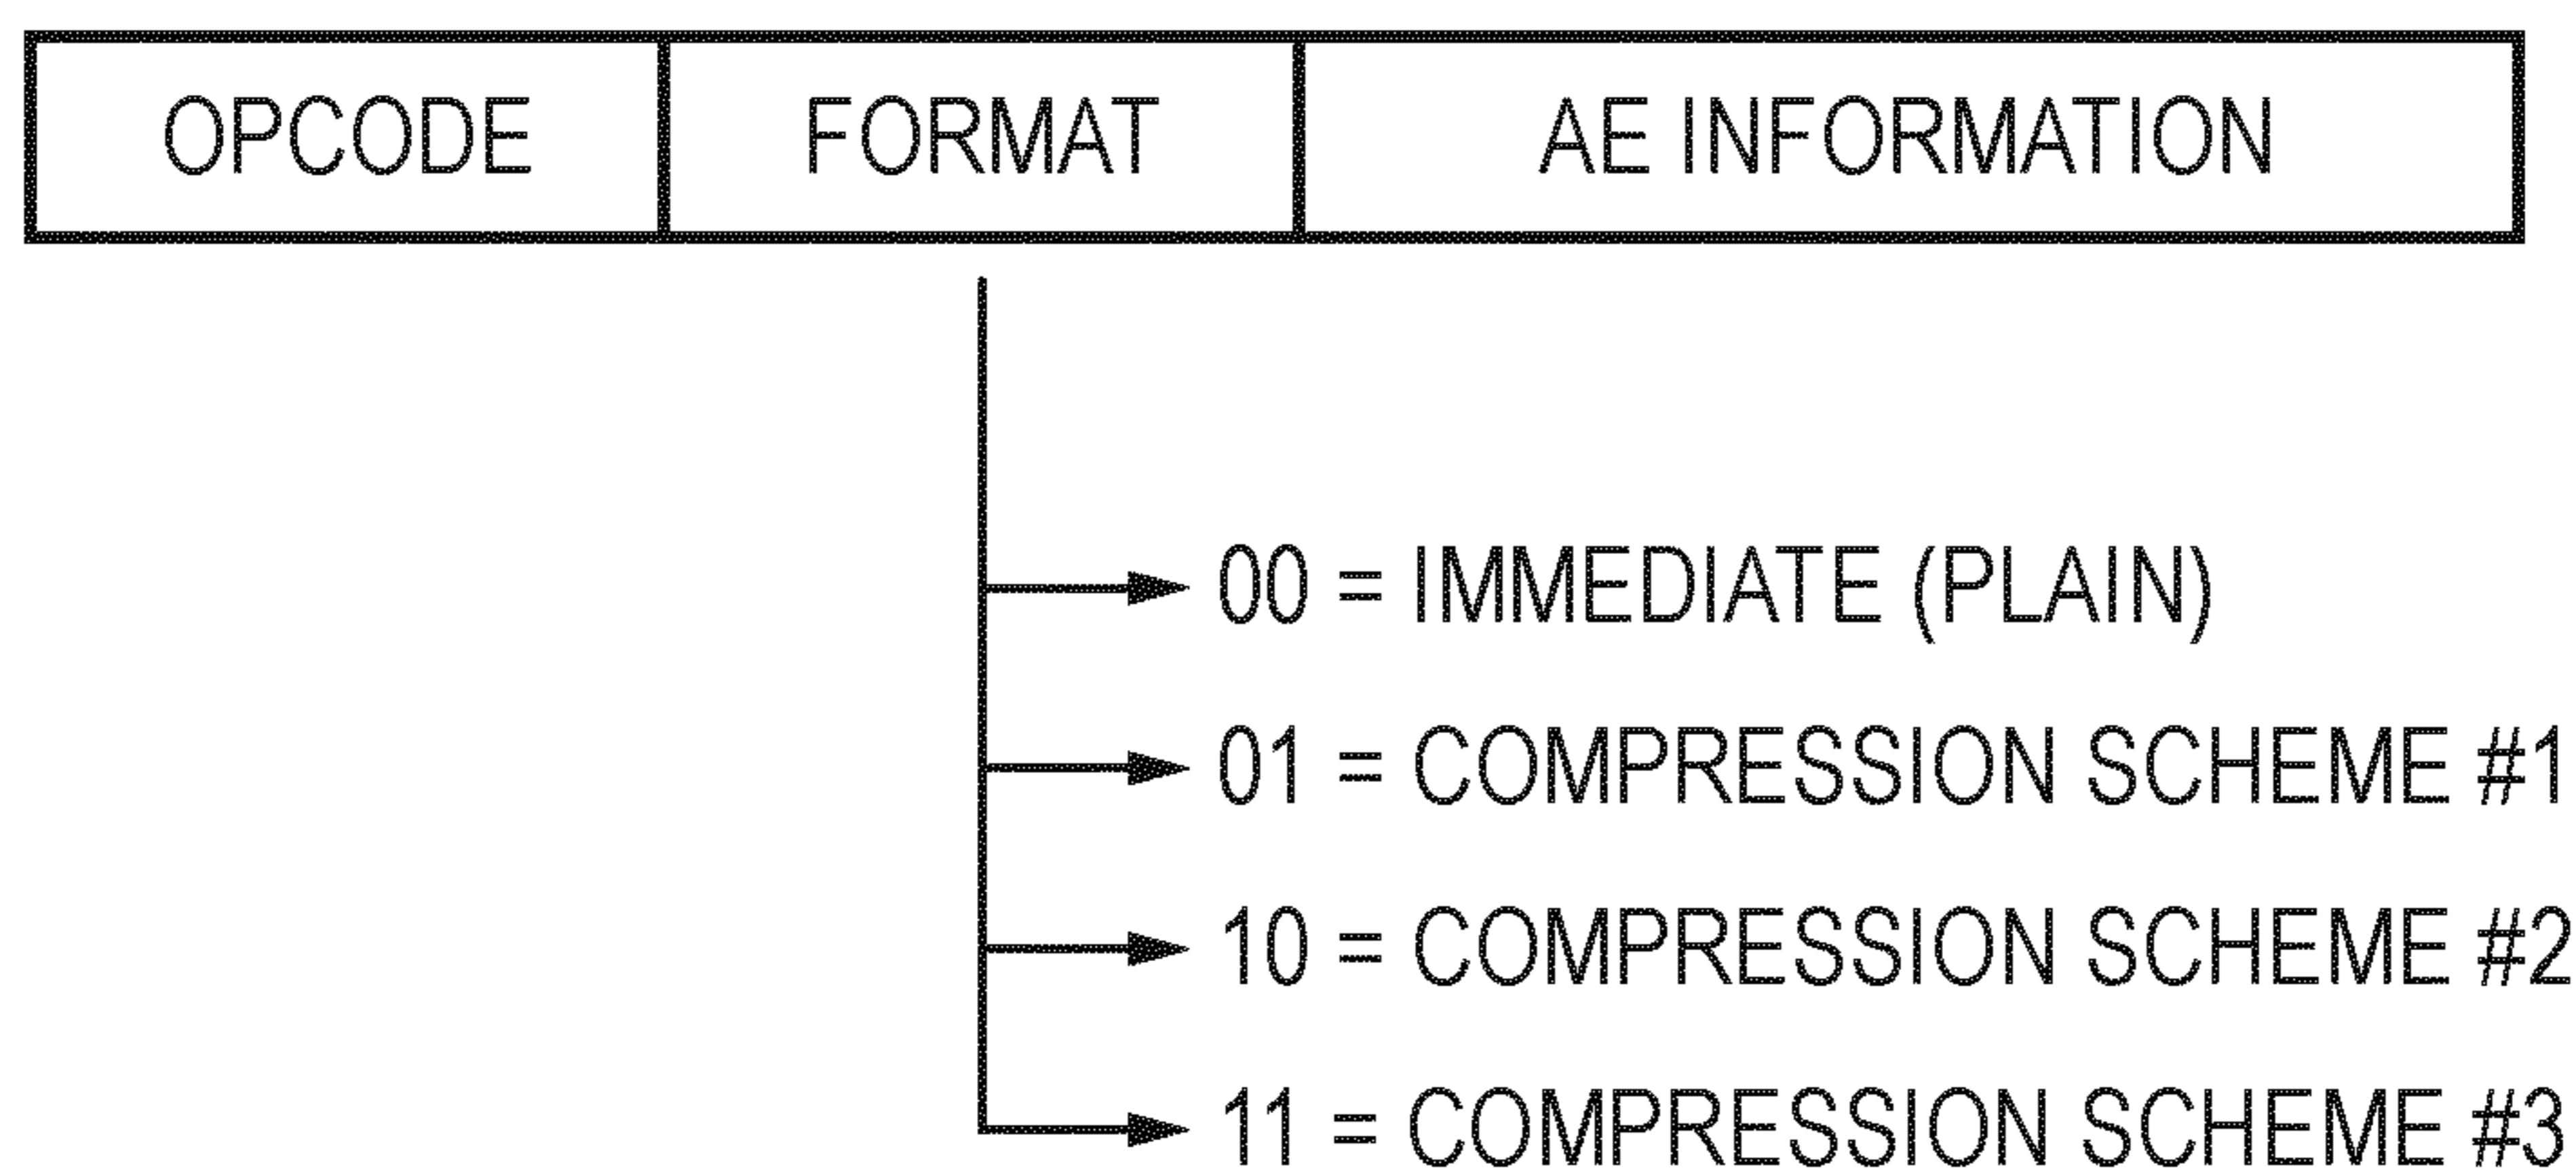 OPCODE FORMAT AE INFORMATION
00 = IMMEDIATE (PLAIN)
01 = COMPRESSION SCHEME #1
10 = COMPRESSION SCHEME #2
11 = COMPRESSION SCHEME #3